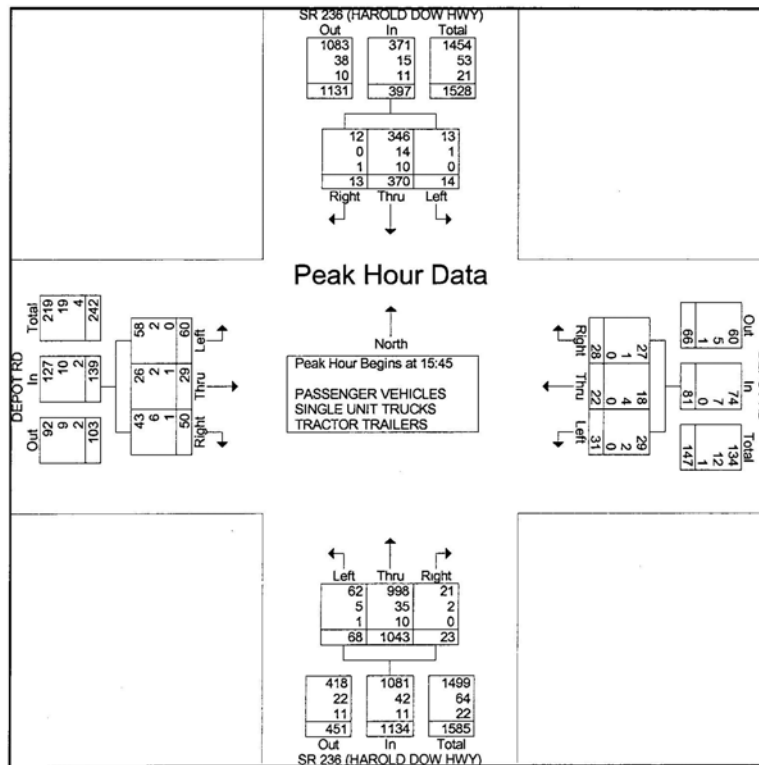 SR 236 (HAROLD DOW HWY)
Out In Total
1083 371 1454
38 15 53
10 11 21
1131 397 1528
12 346 13
0 14 1
1 10 0
13 370 14
Right Thru Left
Peak Hour Data
North
Peak Hour Begins at 15:45
PASSENGER VEHICLES
SINGLE UNIT TRUCKS
TRACTOR TRAILERS
DEPOT RD
Total
219 19 4 242
In
127 10 2 139
Out
92 9 2 103
Left
58 2 0 60
Thru
26 2 1 29
Right
43 6 1 50
Right
27 1 0 28
Thru
18 4 0 22
Left
29 2 0 31
Out
60 5 1 66
In
74 7 0 81
Total
134 12 1 147
Left Thru Right
62 998 21
5 35 2
1 10 0
68 1043 23
418 1081 1499
22 42 64
11 11 22
451 1134 1585
Out In Total
SR 236 (HAROLD DOW HWY)